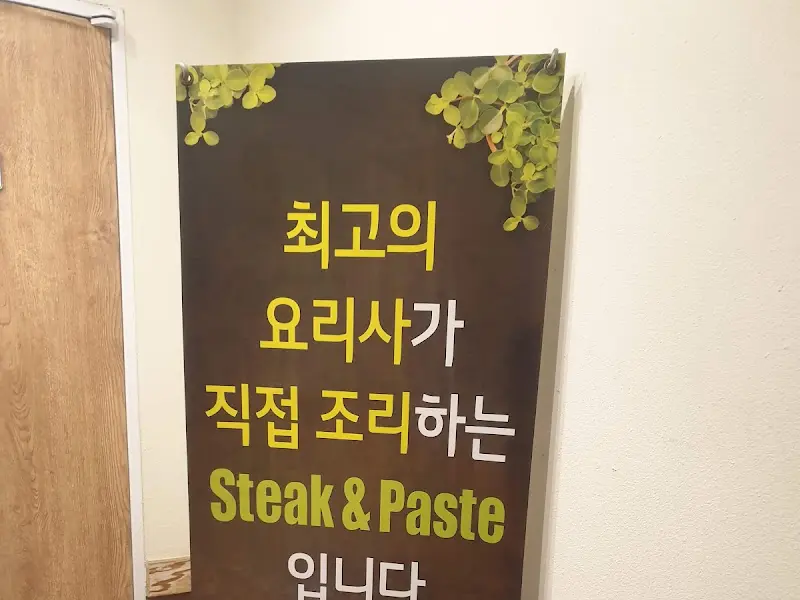 최고의
요리사가
직접 조리하는
Steak & Paste
입니다